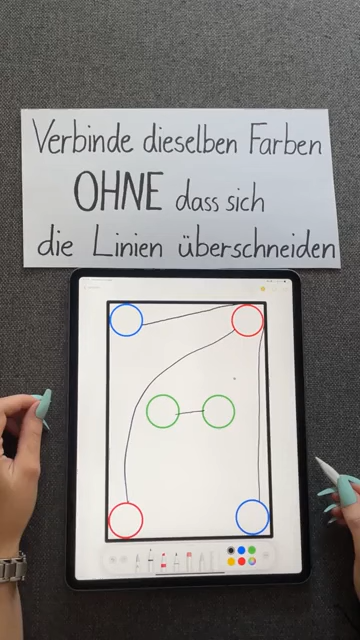 Verbinde dieselben Farben
OHNE dass sich
die Linien überschneiden